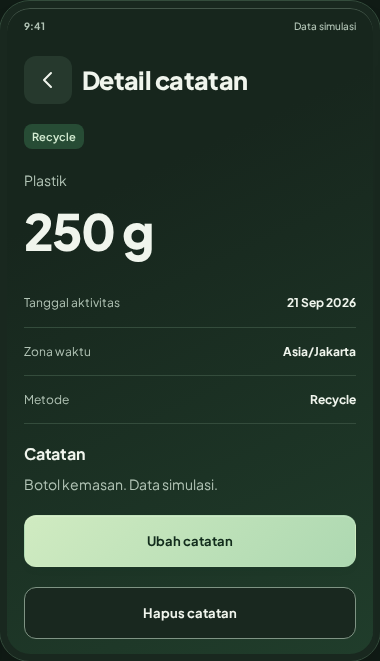 9:41 Data simulasi
Detail catatan
Recycle
Plastik
250 g
Tanggal aktivitas 21 Sep 2026
Zona waktu Asia/Jakarta
Metode Recycle
Catatan
Botol kemasan. Data simulasi.
Ubah catatan
Hapus catatan